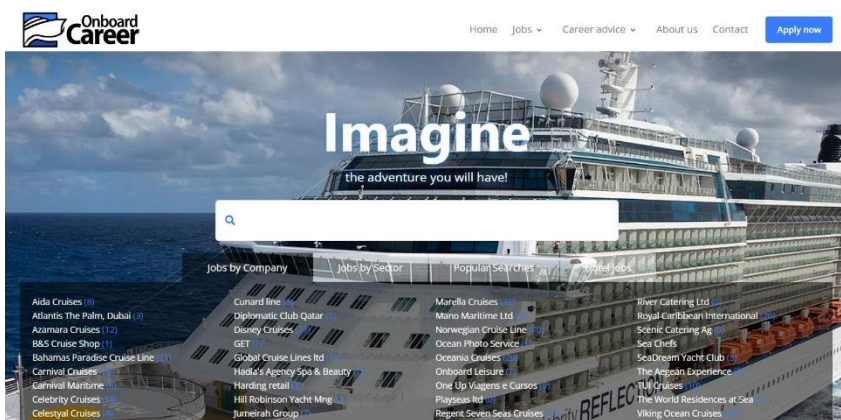 Onboard
Career
Home Jobs Career advice About us Contact Apply now
Imagine
the adventure you will have!
Jobs by Company Jobs by Sector Popular Searches Hotel Jobs
Aida Cruises (8)
Atlantis The Palm, Dubai (3)
Azamara Cruises (12)
B&S Cruise Shop (1)
Bahamas Paradise Cruise Line
Carnival Cruises
Carnival Maritime
Celebrity Cruises
Celestyal Cruises
Cunard line
Diplomatic Club Qatar
Disney Cruises
GET
Global Cruise Lines ltd
Hadla's Agency Spa & Beauty
Harding retail
Hill Robinson Yacht Mng
Jumeirah Group
Marella Cruises
Mano Maritime Ltd
Norwegian Cruise Line
Ocean Photo Service
Oceania Cruises
Onboard Leisure
One Up Viagens e Cursos
Playseas ltd
Regent Seven Seas Cruises
River Catering Ltd
Royal Caribbean International
Scenic Catering Ag
Sea Chefs
SeaDream Yacht Club
The Aegean Experience
TUI Cruises
The World Residences at Sea
Viking Ocean Cruises
REFLECTION